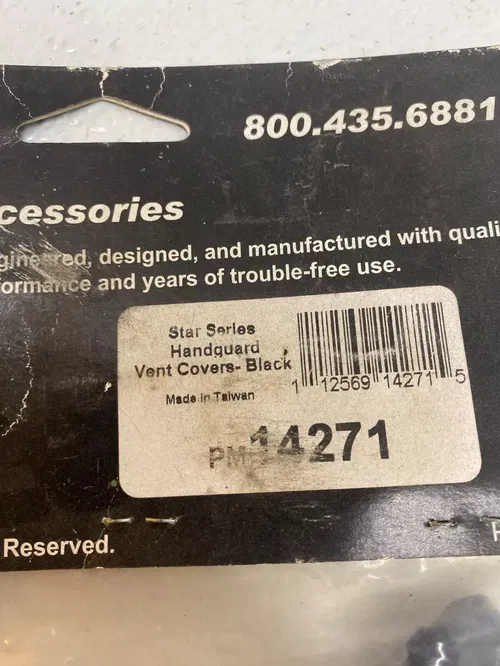 800.435.6881
cessories
gineered, designed, and manufactured with quali
formance and years of trouble-free use.
Star Series
Handguard
Vent Covers- Black
Made In Taiwan
1 12569 14271 5
PM14271
Reserved.